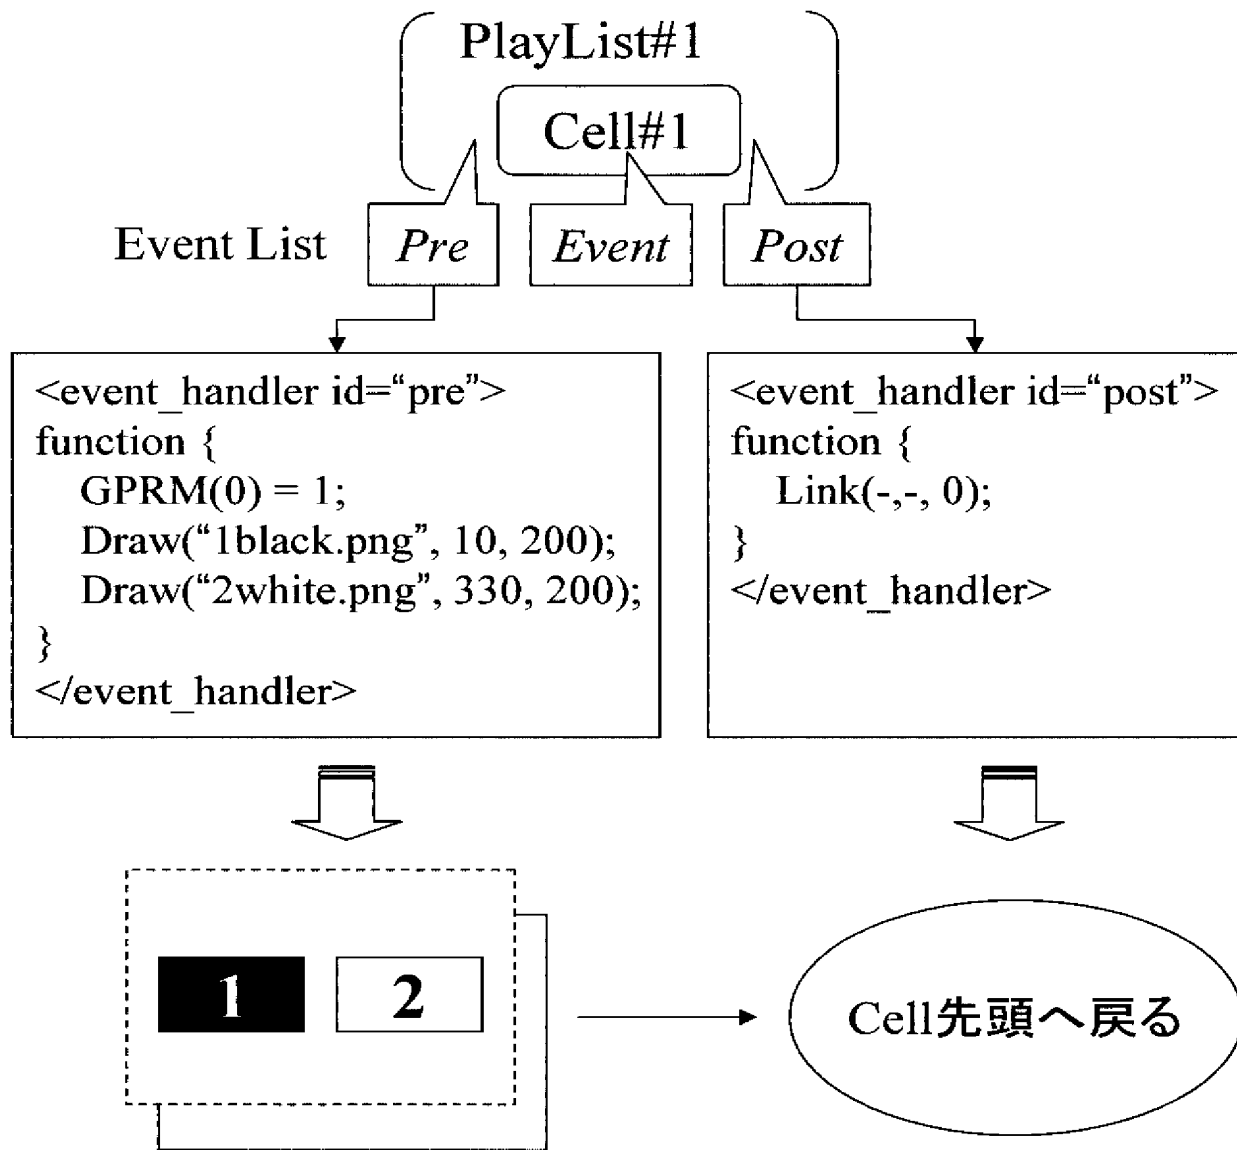 PlayList#1
Cell#1
Event List
Pre
Event
Post
<event_handler id=“pre”>
function {
GPRM(0) = 1;
Draw(“1black.png”, 10, 200);
Draw(“2white.png”, 330, 200);
}
</event_handler>
<event_handler id=“post”>
function {
Link(-,-, 0);
}
</event_handler>
1
2
Cell先頭へ戻る